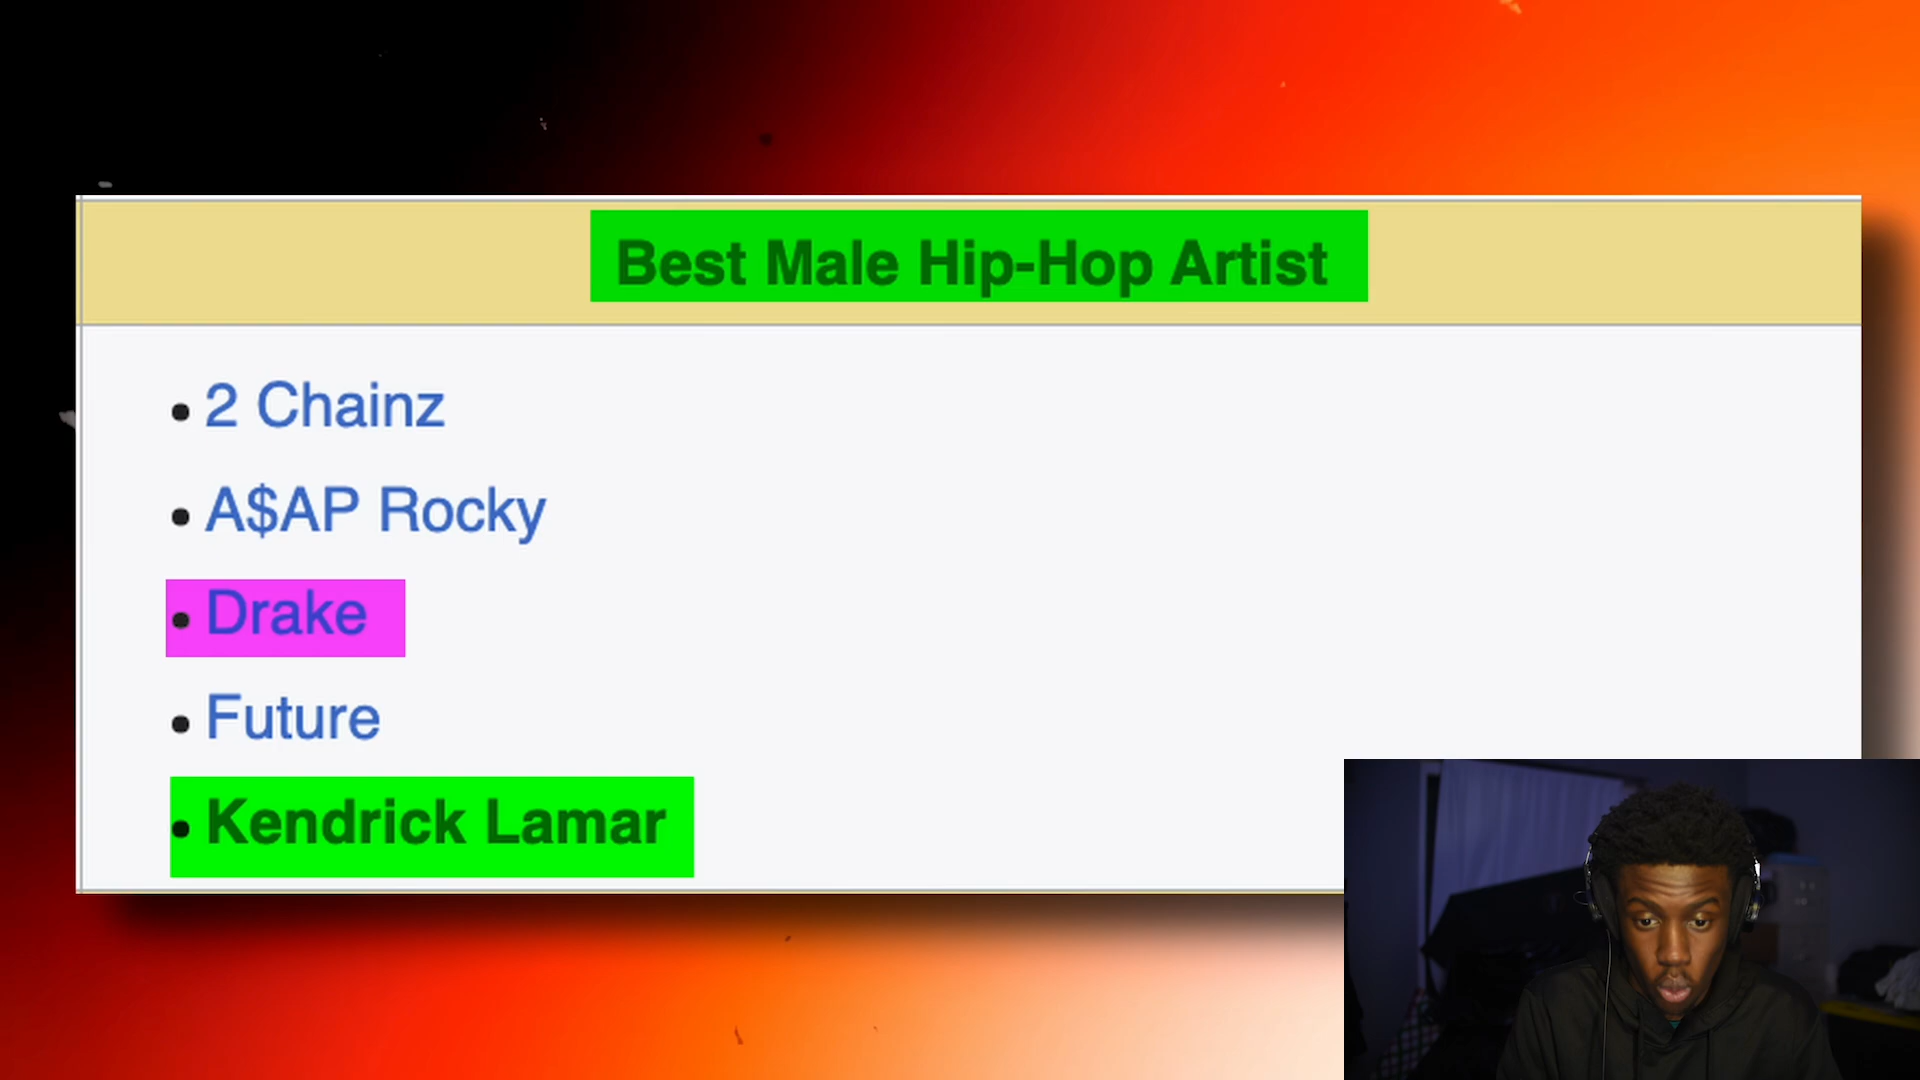 Best Male Hip-Hop Artist
• 2 Chainz
• A$AP Rocky
• Drake
• Future
• Kendrick Lamar